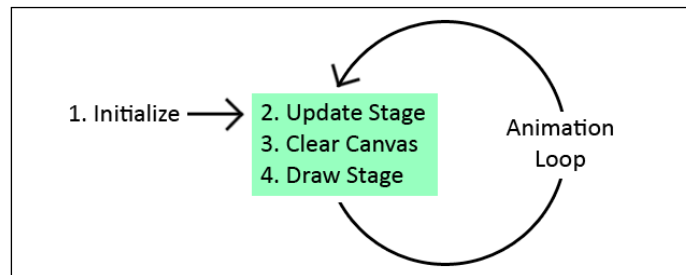 1. Initialize
2. Update Stage
3. Clear Canvas
4. Draw Stage
Animation
Loop